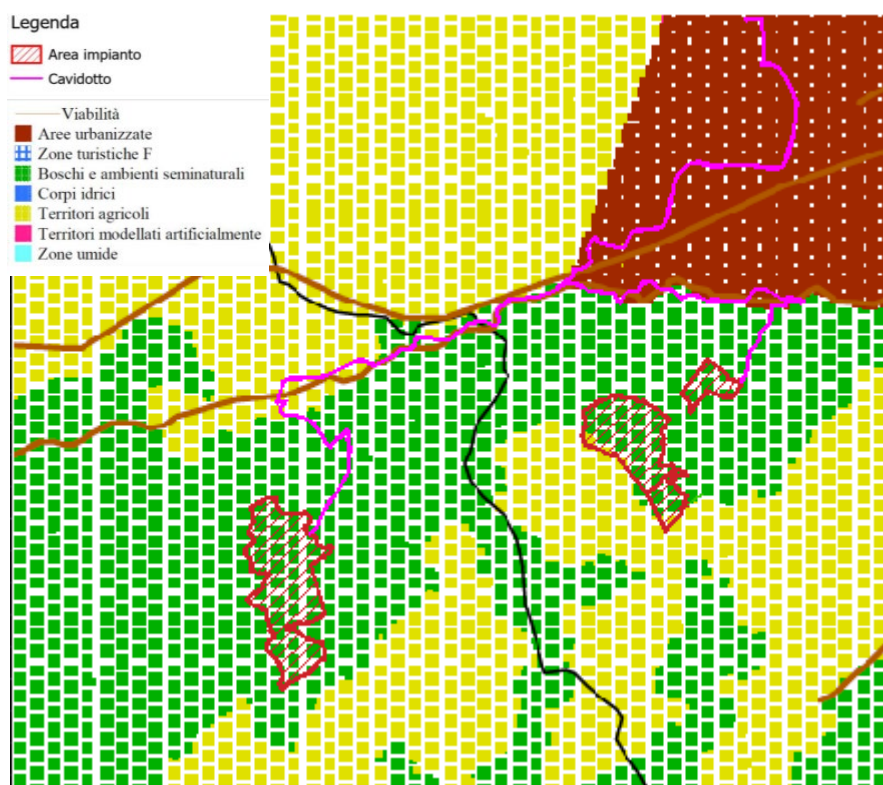 Legenda
Area impianto
Cavidotto
Viabilità
Aree urbanizzate
Zone turistiche F
Boschi e ambienti seminaturali
Corpi idrici
Territori agricoli
Territori modellati artificialmente
Zone umide